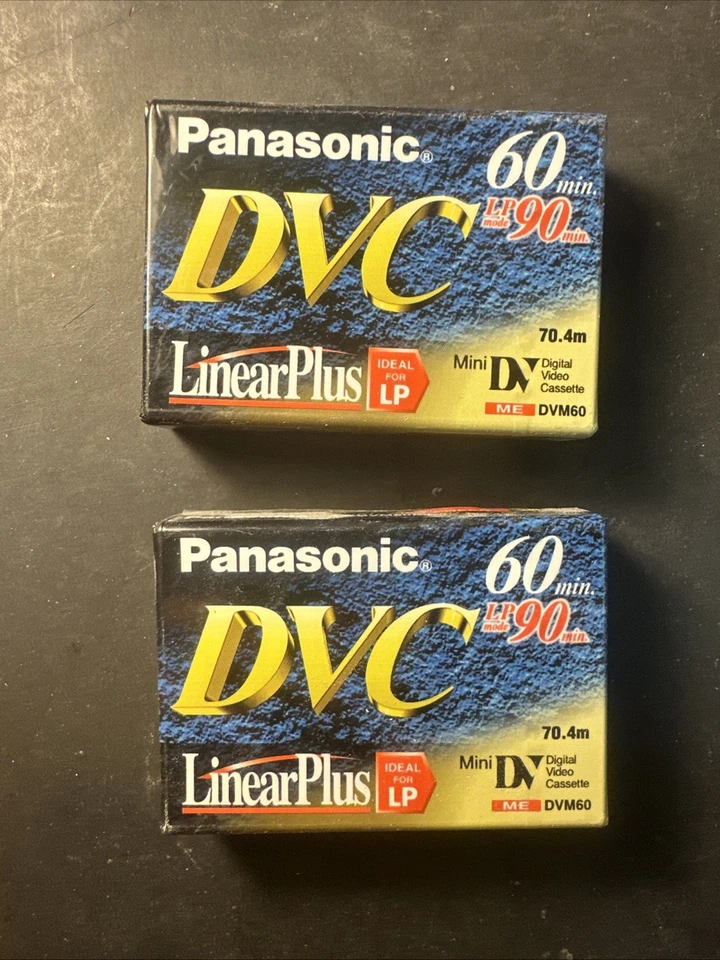 Panasonic®
60 min.
LP mode 90 min.
DVC
70.4m
LinearPlus
IDEAL FOR LP
Mini DV Digital Video Cassette
ME DVM60
Panasonic®
60 min.
LP mode 90 min.
DVC
70.4m
LinearPlus
IDEAL FOR LP
Mini DV Digital Video Cassette
ME DVM60